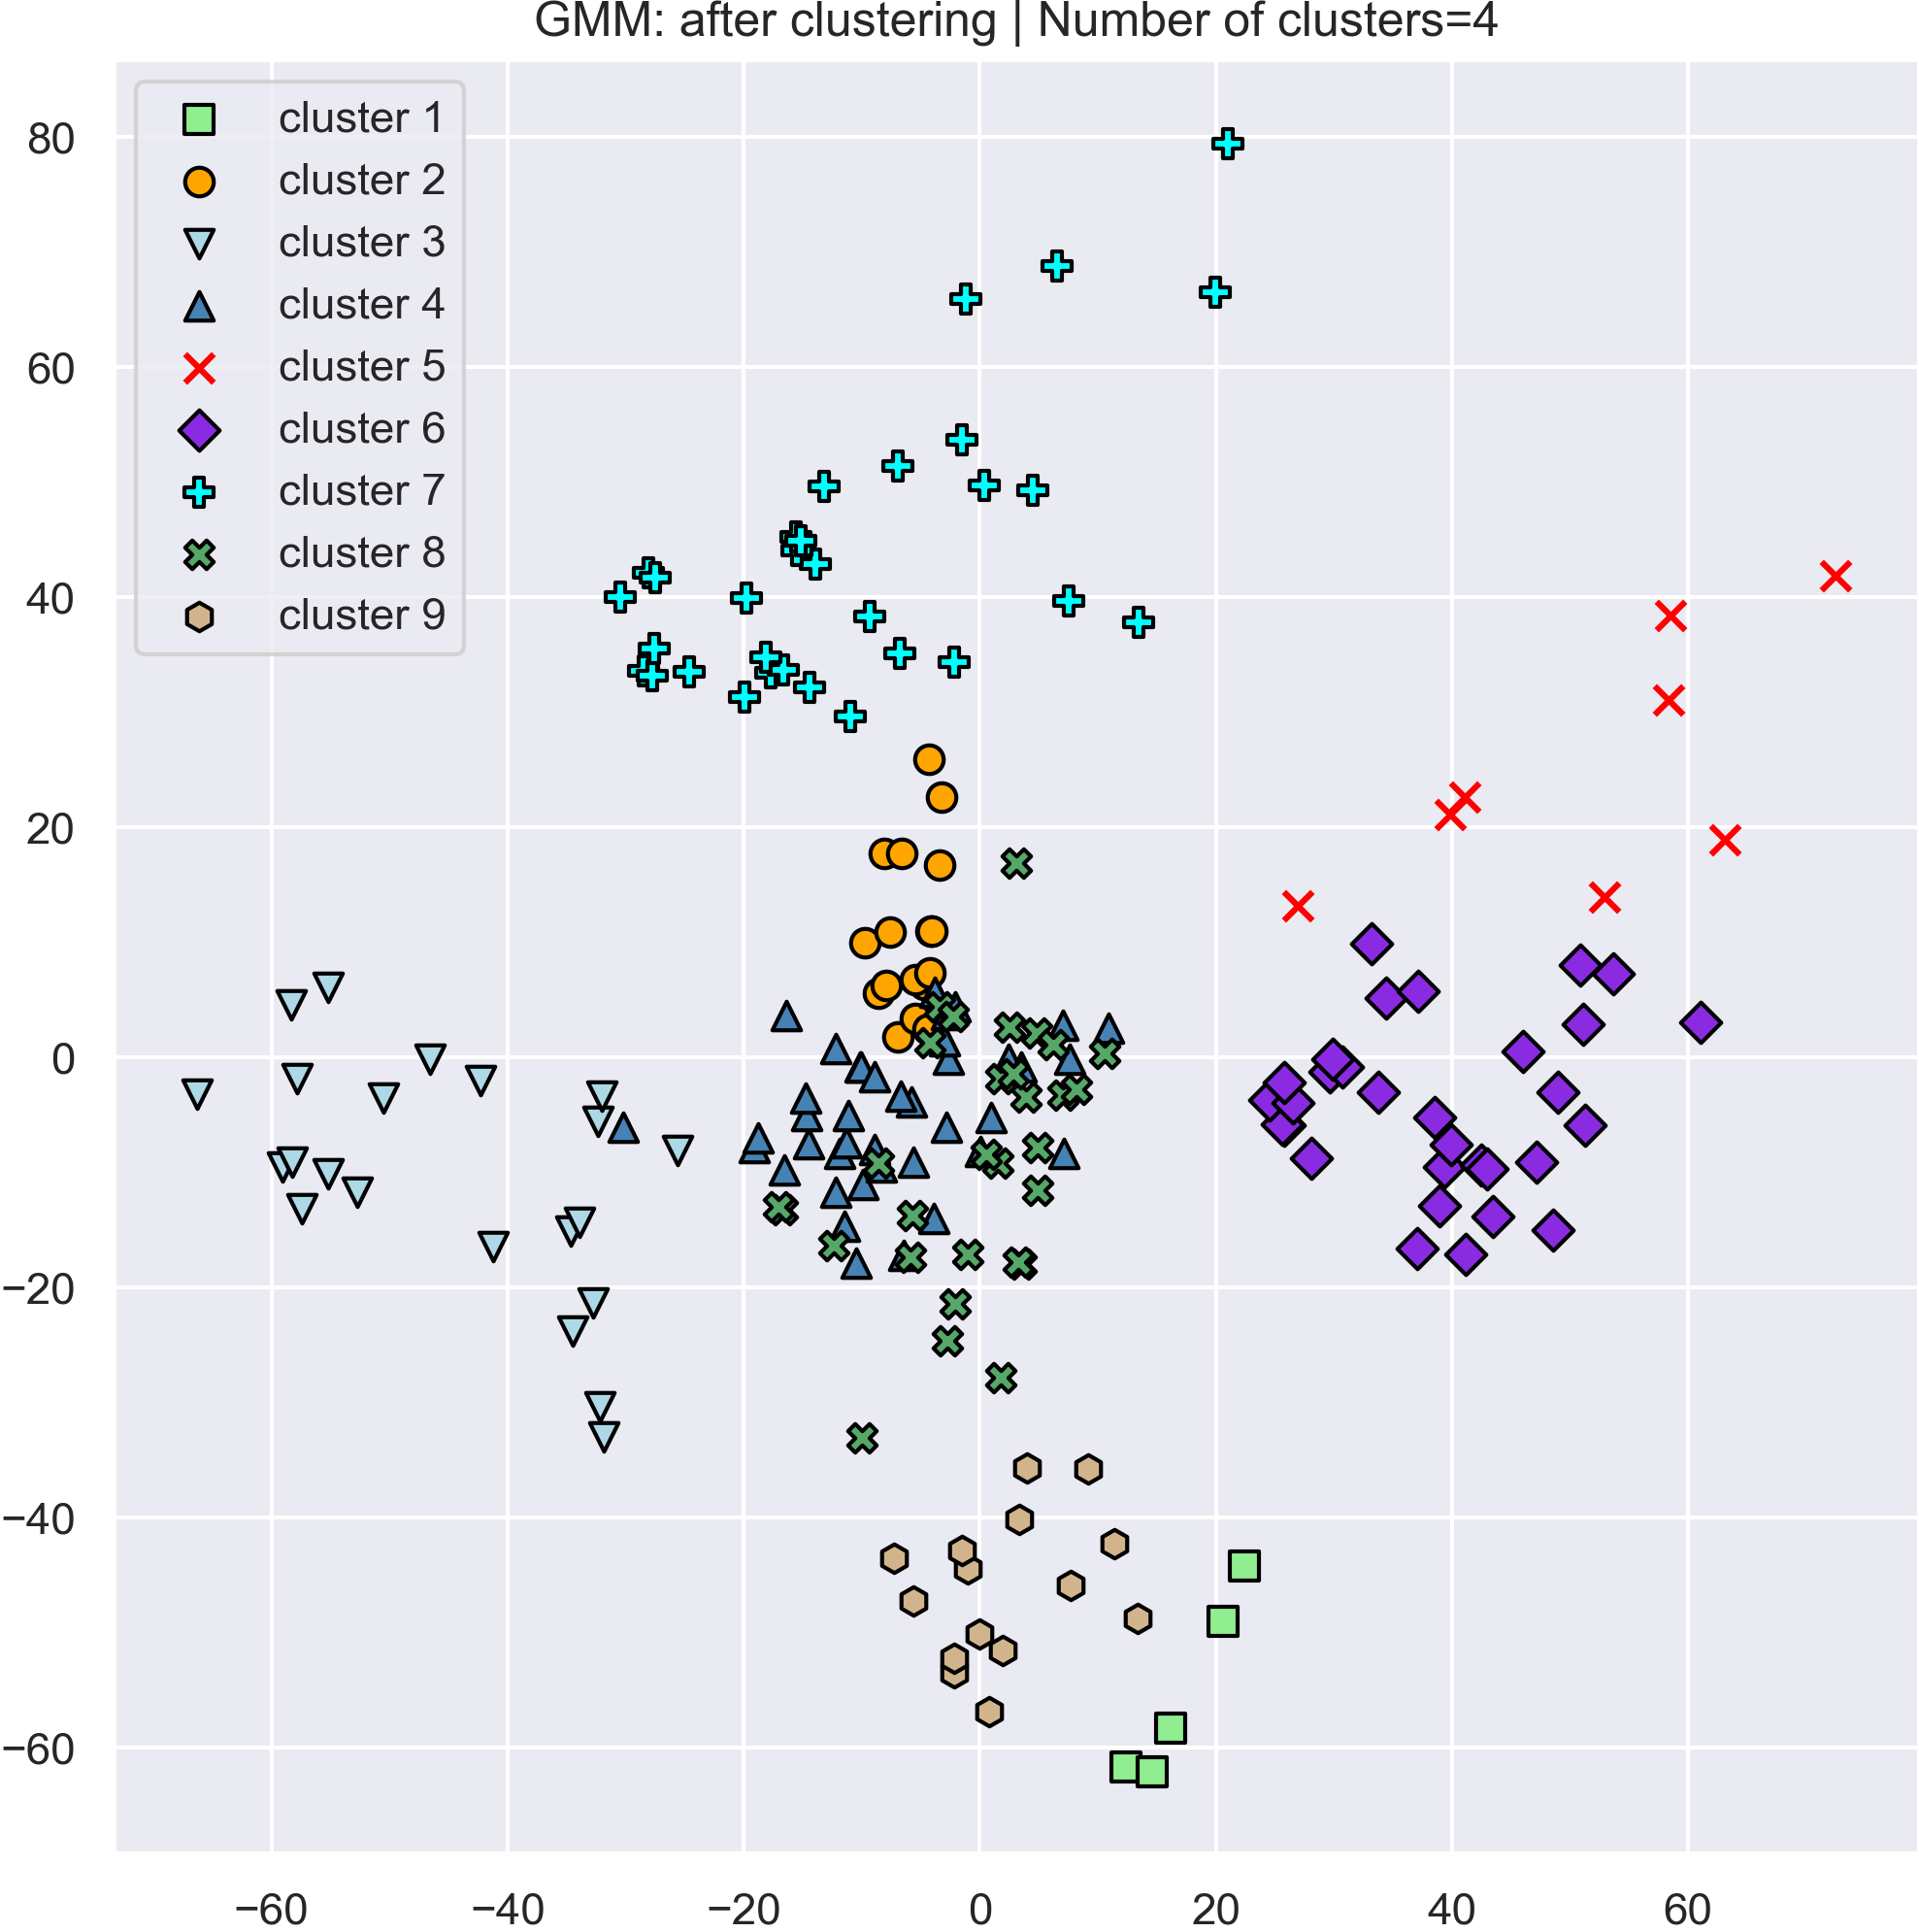 GMM: after clustering | Number of clusters=4
cluster 1
cluster 2
cluster 3
cluster 4
cluster 5
cluster 6
cluster 7
cluster 8
cluster 9
80
60
40
20
0
−20
−40
−60
−60 −40 −20 0 20 40 60